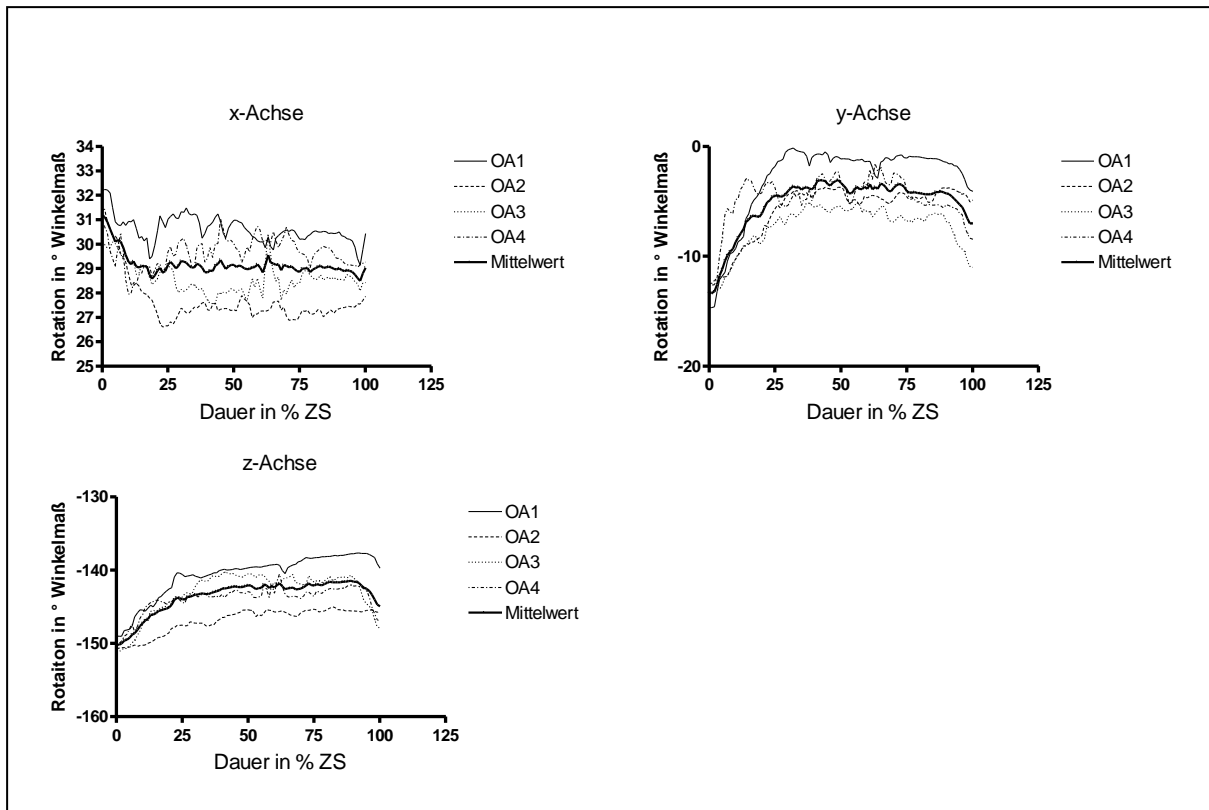 x-Achse
34
33
32
31
30
29
28
27
26
25
0
25
50
75
100
125
Rotation in ° Winkelmaß
Dauer in % ZS
OA1
OA2
OA3
OA4
Mittelwert
y-Achse
0
-10
-20
0
25
50
75
100
125
Rotation in ° Winkelmaß
Dauer in % ZS
OA1
OA2
OA3
OA4
Mittelwert
z-Achse
-130
-140
-150
-160
0
25
50
75
100
125
Rotaiton in ° Winkelmaß
Dauer in % ZS
OA1
OA2
OA3
OA4
Mittelwert